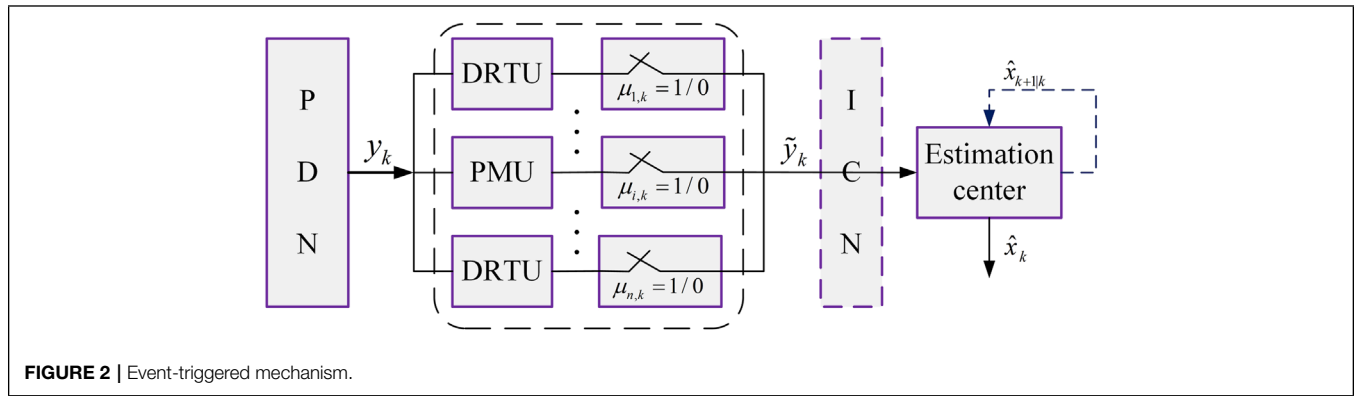 P
D
N
y_k
DRTU
μ_{1,k} = 1/0
PMU
μ_{i,k} = 1/0
DRTU
μ_{n,k} = 1/0
ỹ_k
I
C
N
x̂_{k+1|k}
Estimation
center
x̂_k
FIGURE 2 | Event-triggered mechanism.